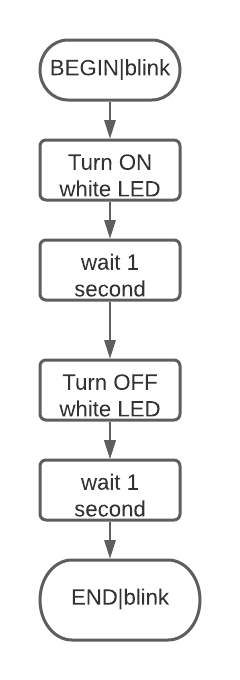 BEGIN|blink
Turn ON
white LED
wait 1
second
Turn OFF
white LED
wait 1
second
END|blink